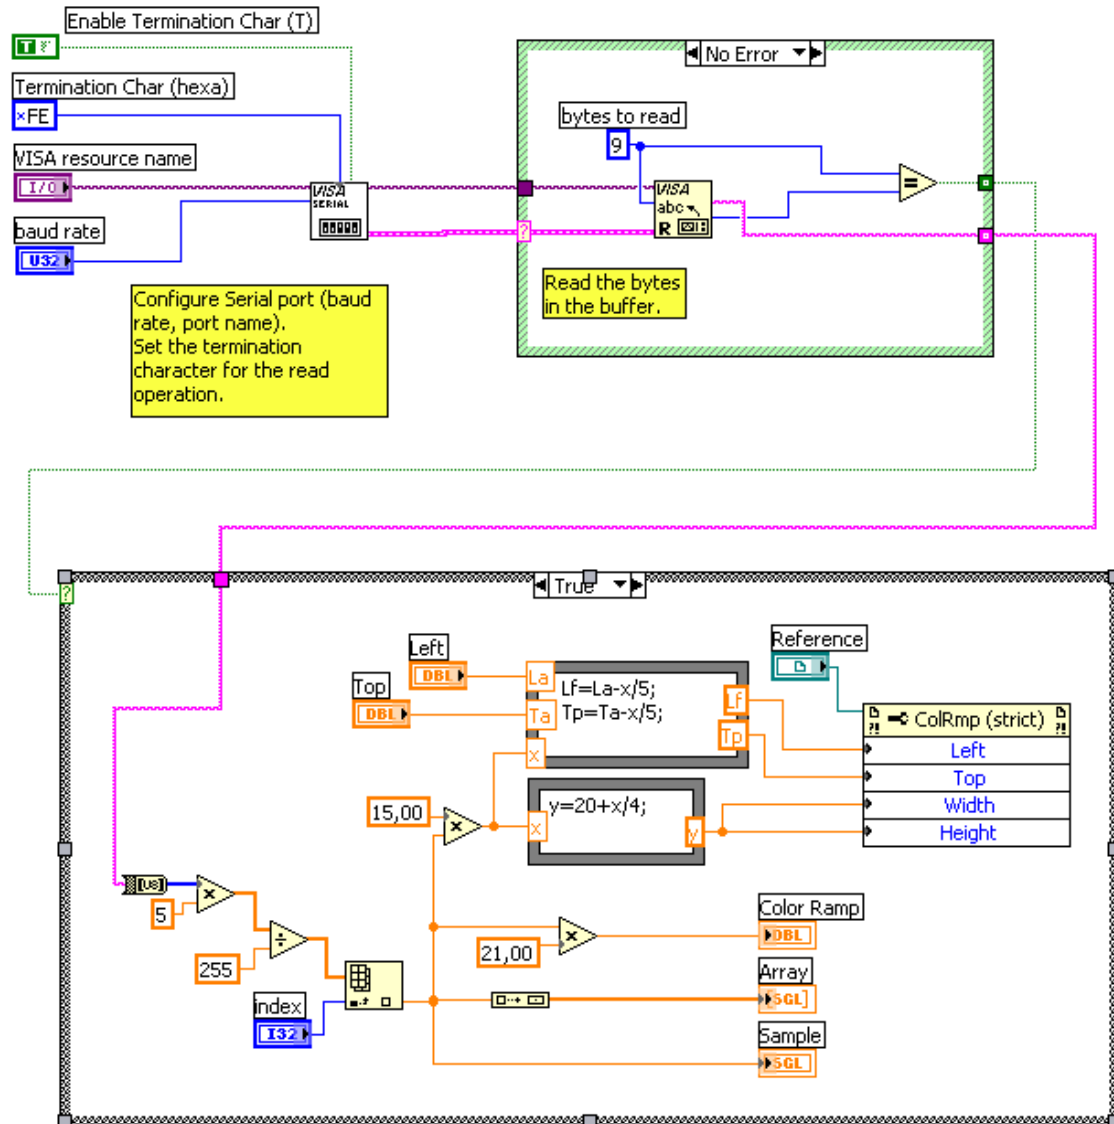 Enable Termination Char (T)
T
Termination Char (hexa)
×FE
VISA resource name
I/O
baud rate
U32
VISA
SERIAL
Configure Serial port (baud
rate, port name).
Set the termination
character for the read
operation.
No Error
bytes to read
9
VISA
abc
R
=
?
Read the bytes
in the buffer.
?
True
Left
DBL
Top
DBL
La
Ta
x
Lf=La-x/5;
Tp=Ta-x/5;
Lf
Tp
Reference
ColRmp (strict)
Left
Top
Width
Height
15,00
×
x
y=20+x/4;
y
[U8]
×
5
÷
255
21,00
×
index
I32
Color Ramp
DBL
Array
SGL]
Sample
SGL